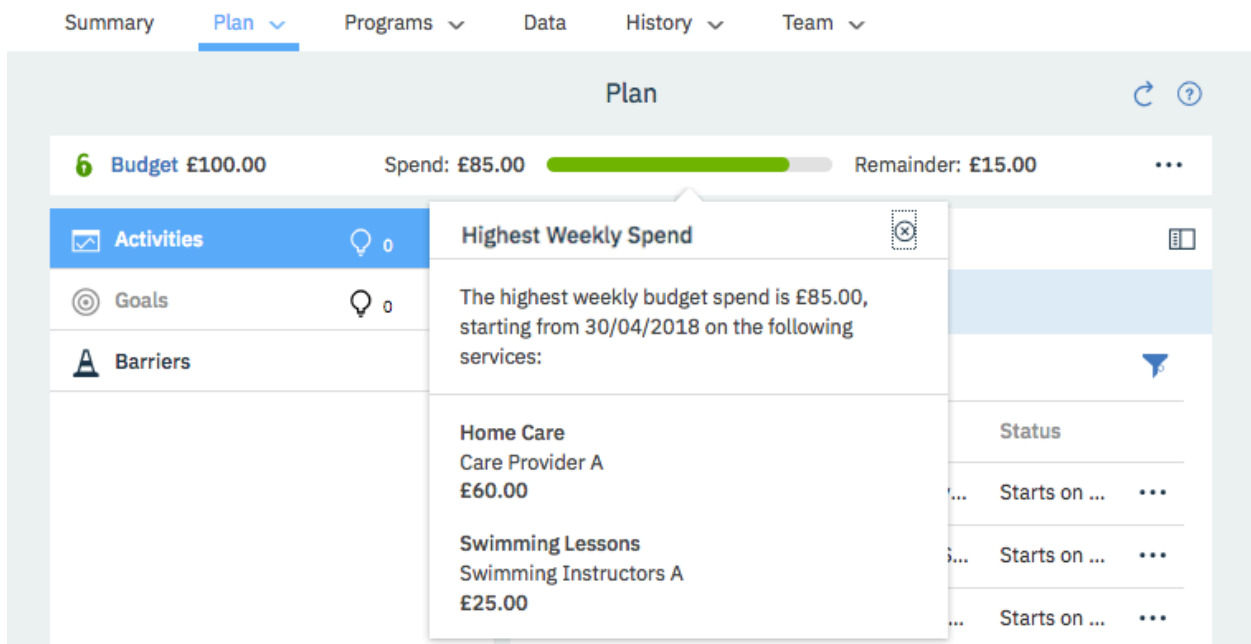 Summary Plan Programs Data History Team
Plan
Budget £100.00 Spend: £85.00 Remainder: £15.00 ...
Activities 0
Goals 0
Barriers
Highest Weekly Spend
The highest weekly budget spend is £85.00,
starting from 30/04/2018 on the following
services:
Home Care
Care Provider A
£60.00
Swimming Lessons
Swimming Instructors A
£25.00
Status
Starts on ... ...
Starts on ... ...
Starts on ... ...